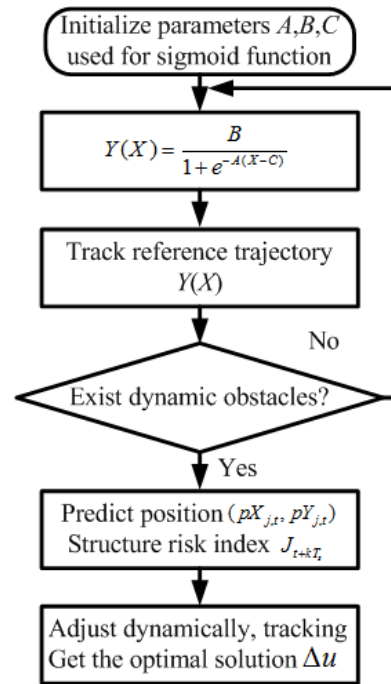 Initialize parameters A,B,C
used for sigmoid function
Y(X) = B / (1 + e^{-A(X-C)})
Track reference trajectory
Y(X)
No
Exist dynamic obstacles?
Yes
Predict position (pX_{j,t}, pY_{j,t})
Structure risk index J_{t+kT_s}
Adjust dynamically, tracking
Get the optimal solution Δu